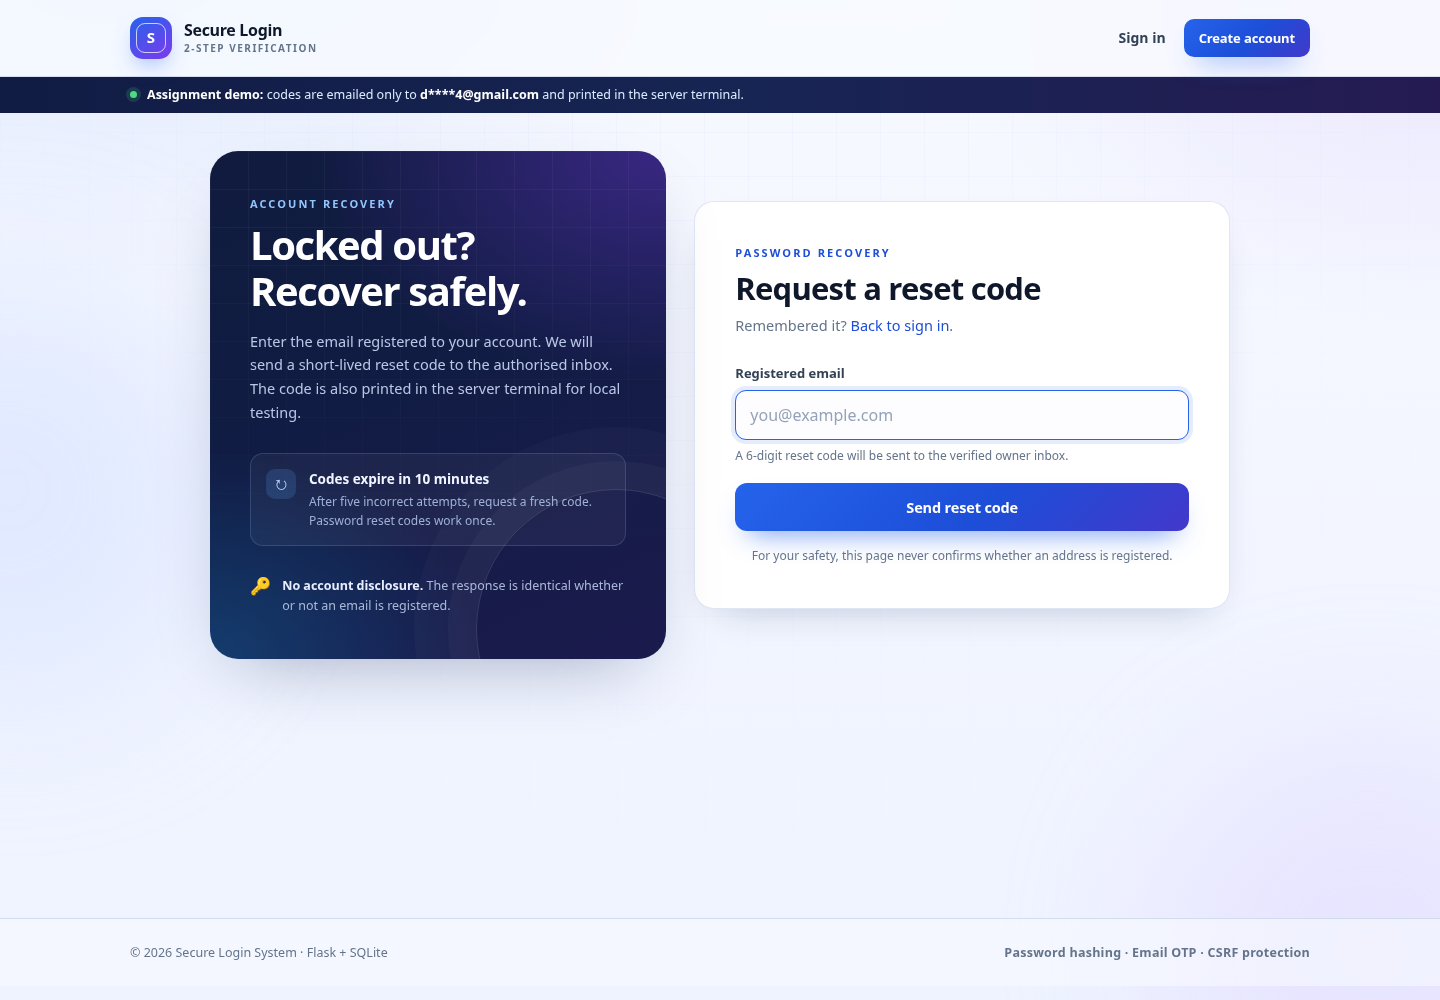 S
Secure Login
2-STEP VERIFICATION
Sign in
Create account
Assignment demo: codes are emailed only to d****4@gmail.com and printed in the server terminal.
ACCOUNT RECOVERY
Locked out?
Recover safely.
Enter the email registered to your account. We will
send a short-lived reset code to the authorised inbox.
The code is also printed in the server terminal for local
testing.
↻
Codes expire in 10 minutes
After five incorrect attempts, request a fresh code.
Password reset codes work once.
🔑 No account disclosure. The response is identical whether
or not an email is registered.
PASSWORD RECOVERY
Request a reset code
Remembered it? Back to sign in.
Registered email
you@example.com
A 6-digit reset code will be sent to the verified owner inbox.
Send reset code
For your safety, this page never confirms whether an address is registered.
© 2026 Secure Login System · Flask + SQLite
Password hashing · Email OTP · CSRF protection